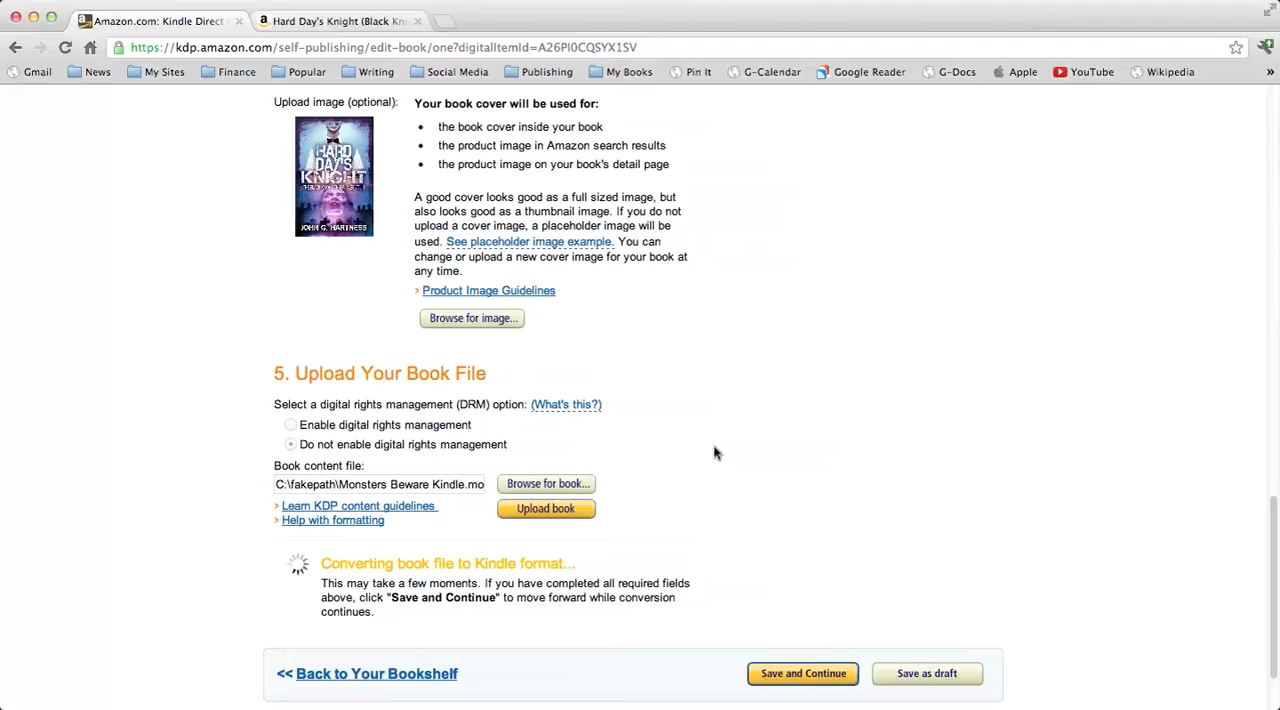 Amazon.com: Kindle Direct
Hard Day's Knight (Black Kn
https://kdp.amazon.com/self-publishing/edit-book/one?digitalItemId=A26PI0CQSYX1SV
Gmail News My Sites Finance Popular Writing Social Media Publishing My Books Pin It G-Calendar Google Reader G-Docs Apple YouTube Wikipedia »
Upload image (optional):
HARD
DAY'S
KNIGHT
JOHN G. HARTNESS
Your book cover will be used for:
• the book cover inside your book
• the product image in Amazon search results
• the product image on your book's detail page
A good cover looks good as a full sized image, but
also looks good as a thumbnail image. If you do not
upload a cover image, a placeholder image will be
used. See placeholder image example. You can
change or upload a new cover image for your book at
any time.
› Product Image Guidelines
Browse for image...
5. Upload Your Book File
Select a digital rights management (DRM) option: (What's this?)
Enable digital rights management
Do not enable digital rights management
Book content file:
C:\fakepath\Monsters Beware Kindle.mo Browse for book...
› Learn KDP content guidelines Upload book
› Help with formatting
Converting book file to Kindle format...
This may take a few moments. If you have completed all required fields
above, click "Save and Continue" to move forward while conversion
continues.
<< Back to Your Bookshelf Save and Continue Save as draft